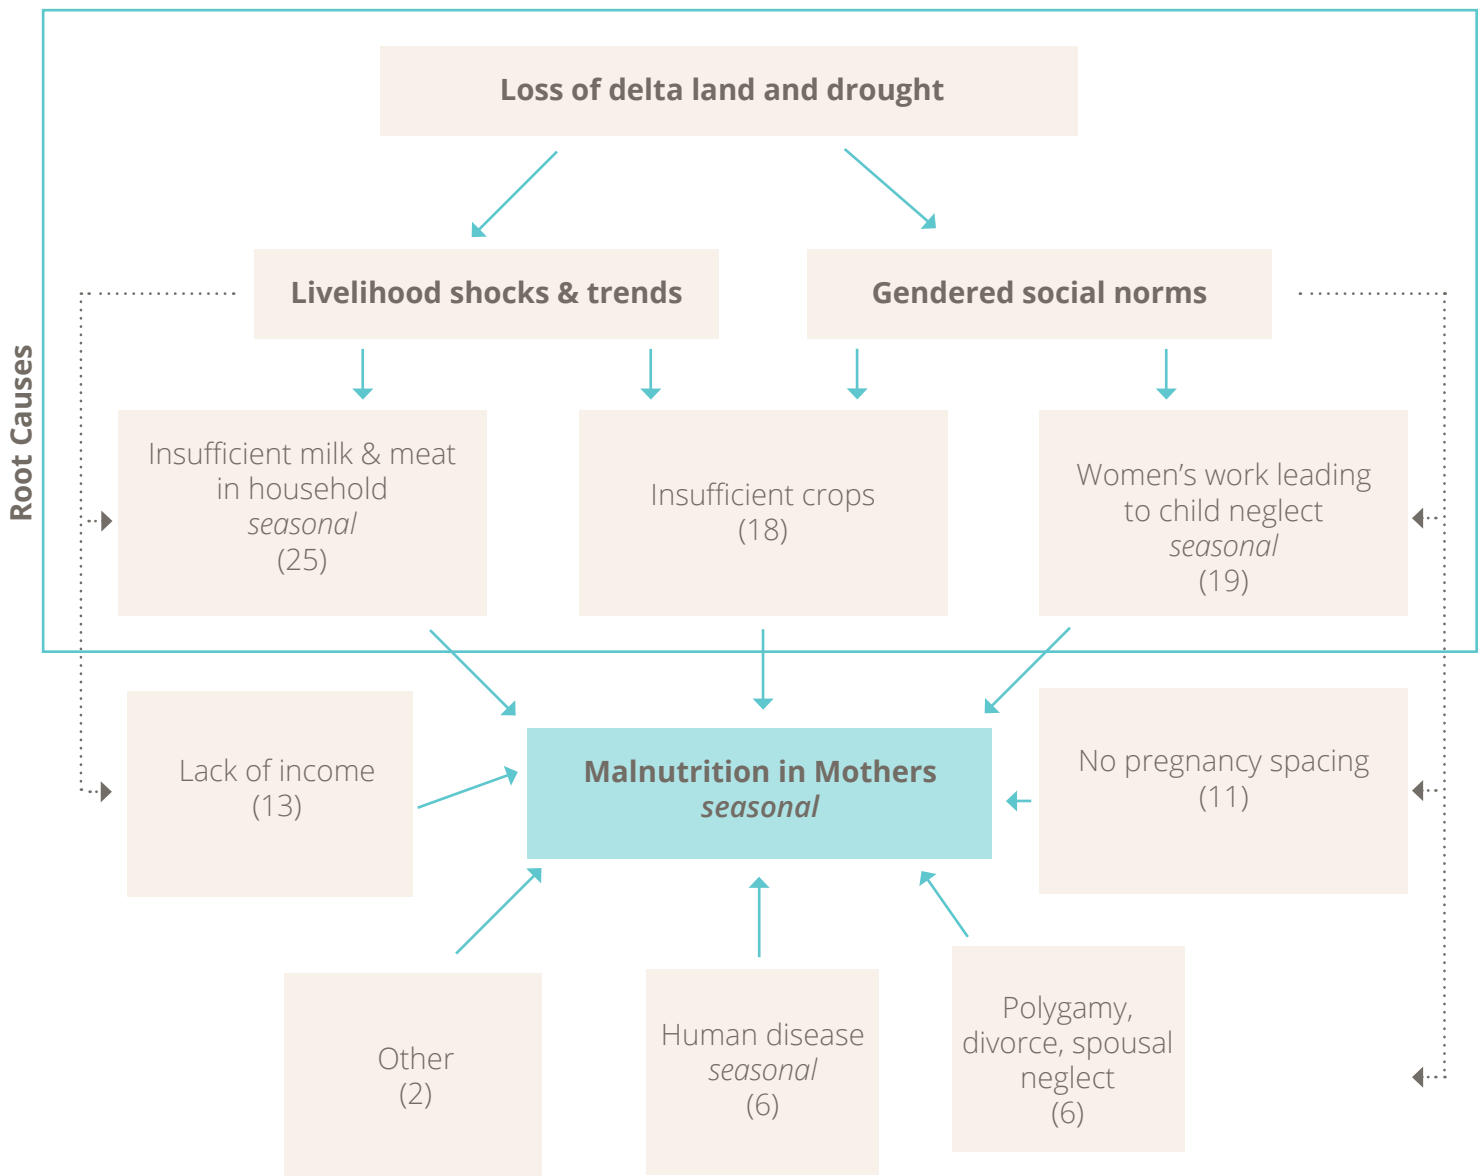 Loss of delta land and drought
Livelihood shocks & trends
Gendered social norms
Root Causes
Insufficient milk & meat
in household
seasonal
(25)
Insufficient crops
(18)
Women’s work leading
to child neglect
seasonal
(19)
Lack of income
(13)
Malnutrition in Mothers
seasonal
No pregnancy spacing
(11)
Other
(2)
Human disease
seasonal
(6)
Polygamy,
divorce, spousal
neglect
(6)